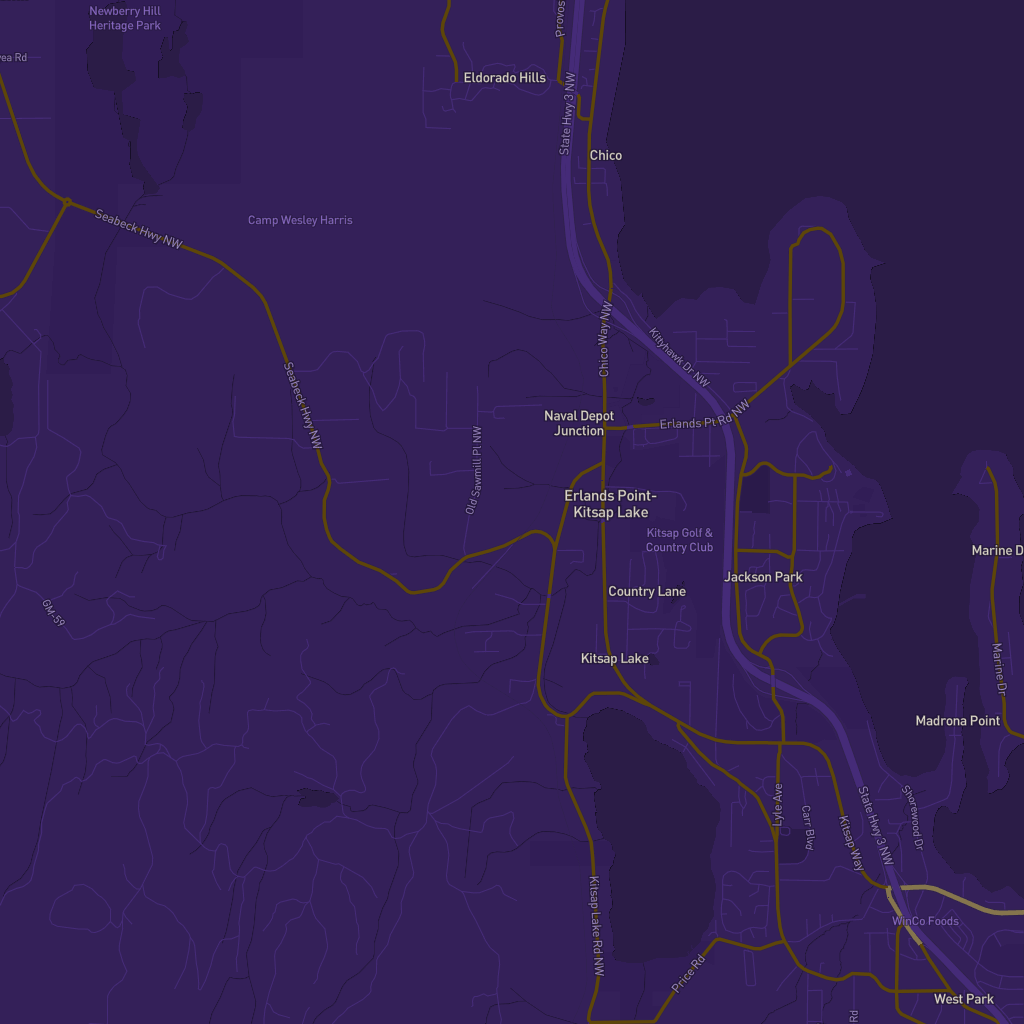 Newberry Hill
Heritage Park
Provos
vea Rd
Eldorado Hills
State Hwy 3 NW
Chico
Seabeck Hwy NW
Camp Wesley Harris
Chico Way NW
Kittyhawk Dr NW
Seabeck Hwy NW
Naval Depot
Junction
Erlands Pt Rd NW
Old Sawmill Pl NW
Erlands Point-
Kitsap Lake
Kitsap Golf &
Country Club
Marine D
Jackson Park
Country Lane
GM-59
Kitsap Lake
Marine Dr
Madrona Point
Lyle Ave
Carr Blvd
State Hwy 3 NW
Shorewood Dr
Kitsap Way
Kitsap Lake Rd NW
WinCo Foods
Price Rd
West Park
Rd